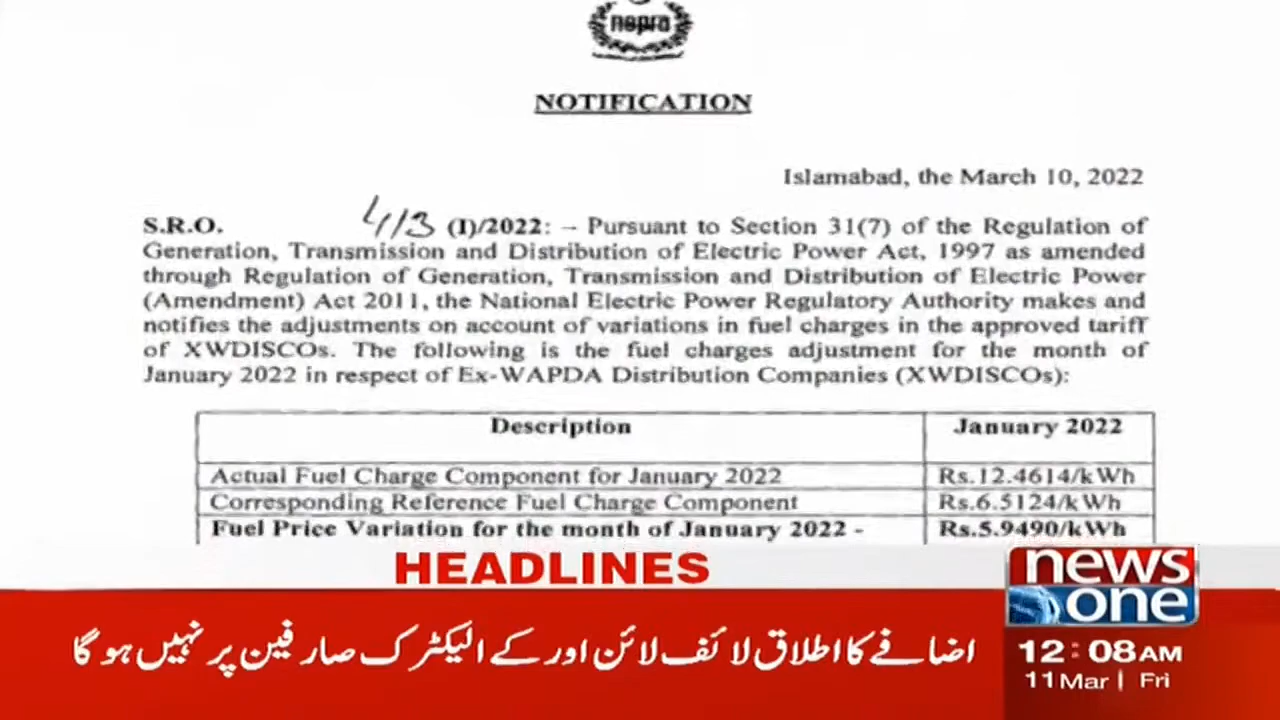 nepra
NOTIFICATION
Islamabad, the March 10, 2022
S.R.O. 413 (I)/2022: – Pursuant to Section 31(7) of the Regulation of
Generation, Transmission and Distribution of Electric Power Act, 1997 as amended
through Regulation of Generation, Transmission and Distribution of Electric Power
(Amendment) Act 2011, the National Electric Power Regulatory Authority makes and
notifies the adjustments on account of variations in fuel charges in the approved tariff
of XWDISCOs. The following is the fuel charges adjustment for the month of
January 2022 in respect of Ex-WAPDA Distribution Companies (XWDISCOs):
Description January 2022
Actual Fuel Charge Component for January 2022 Rs.12.4614/kWh
Corresponding Reference Fuel Charge Component Rs.6.5124/kWh
Fuel Price Variation for the month of January 2022 - Rs.5.9490/kWh
HEADLINES
news
one
اضافے کا اطلاق لائف لائن اور کے الیکٹرک صارفین پر نہیں ہو گا
12:08AM
11 Mar | Fri